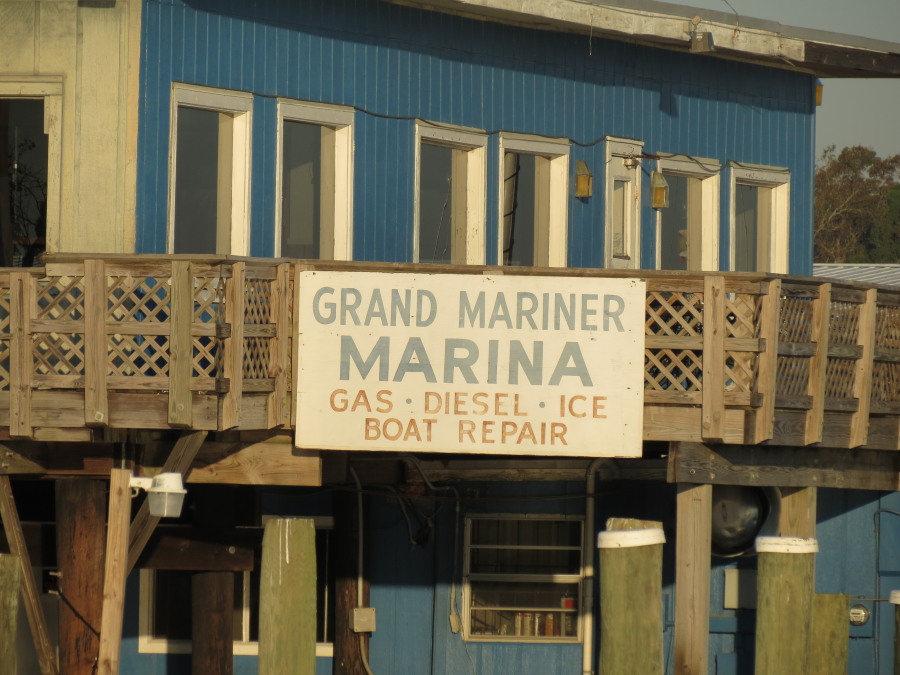 GRAND MARINER
MARINA
GAS · DIESEL · ICE
BOAT REPAIR